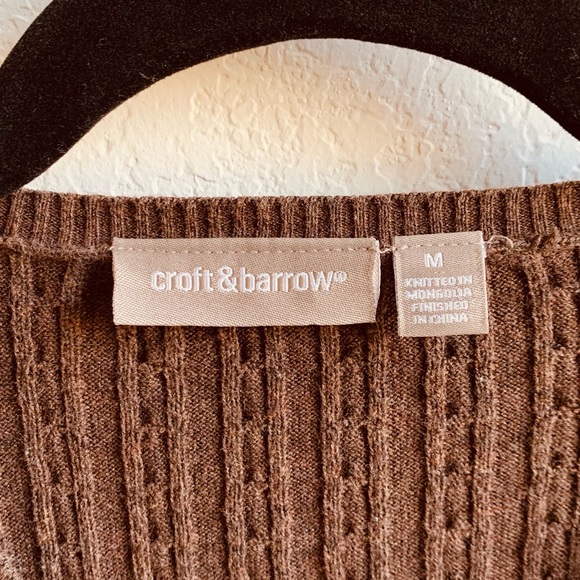 croft&barrow®
M
KNITTED IN
MONGOLIA
FINISHED
IN CHINA